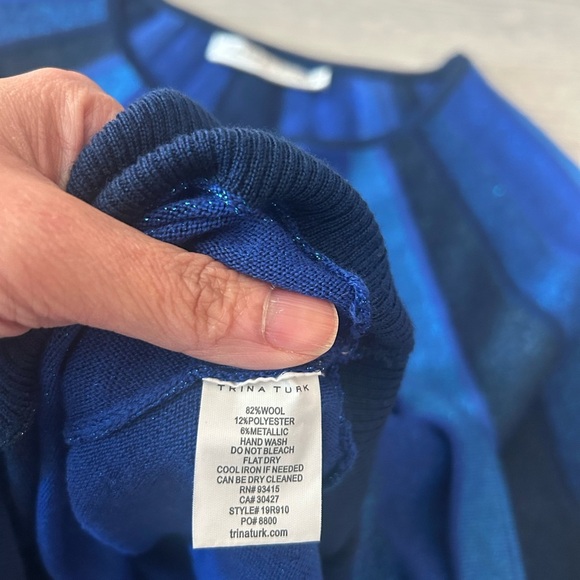 TRINA TURK
82%WOOL
12%POLYESTER
6%METALLIC
HAND WASH
DO NOT BLEACH
FLAT DRY
COOL IRON IF NEEDED
CAN BE DRY CLEANED
RN# 93415
CA# 30427
STYLE# 19R910
PO# 8800
trinaturk.com